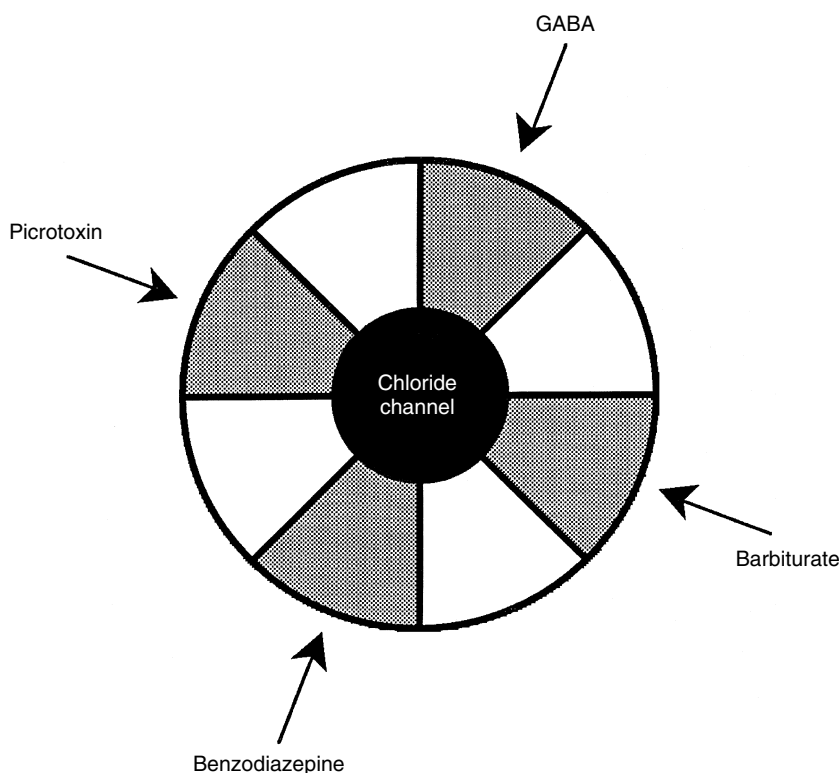 GABA
Picrotoxin
Chloride
channel
Barbiturate
Benzodiazepine